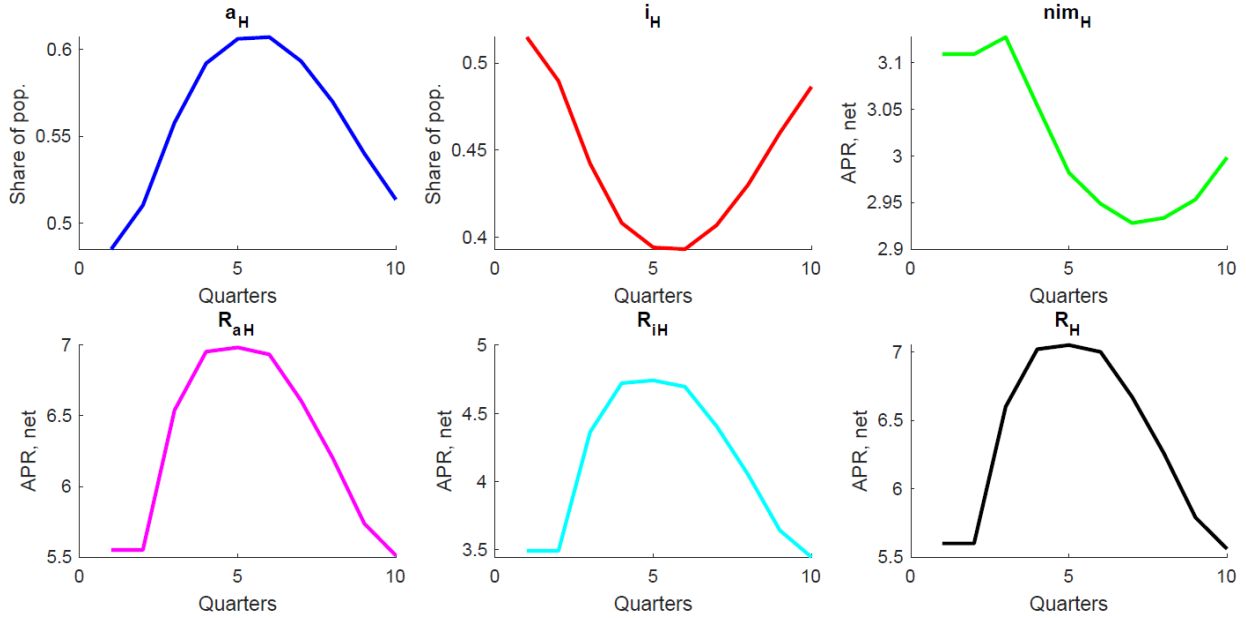 a_H
i_H
nim_H
Share of pop.
0.6
0.55
0.5
0
5
10
Quarters
Share of pop.
0.5
0.45
0.4
0
5
10
Quarters
APR, net
3.1
3.05
3
2.95
2.9
0
5
10
Quarters
R_aH
R_iH
R_H
APR, net
7
6.5
6
5.5
0
5
10
Quarters
APR, net
5
4.5
4
3.5
0
5
10
Quarters
APR, net
7
6.5
6
5.5
0
5
10
Quarters